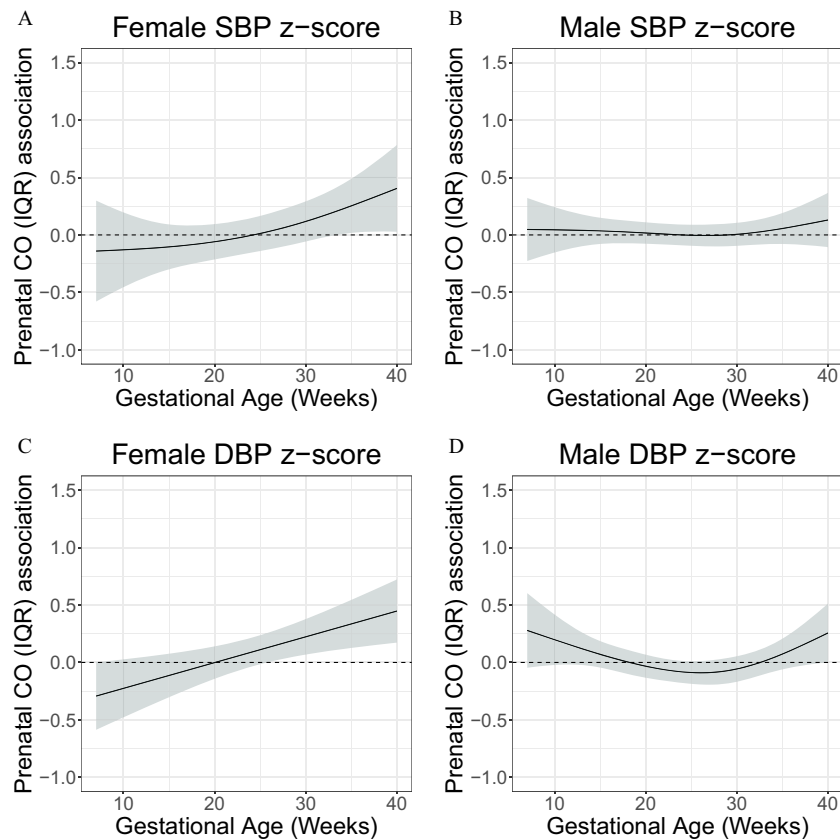 A
Female SBP z−score
Prenatal CO (IQR) association
1.5
1.0
0.5
0.0
−0.5
−1.0
10 20 30 40
Gestational Age (Weeks)
B
Male SBP z−score
Prenatal CO (IQR) association
1.5
1.0
0.5
0.0
−0.5
−1.0
10 20 30 40
Gestational Age (Weeks)
C
Female DBP z−score
Prenatal CO (IQR) association
1.5
1.0
0.5
0.0
−0.5
−1.0
10 20 30 40
Gestational Age (Weeks)
D
Male DBP z−score
Prenatal CO (IQR) association
1.5
1.0
0.5
0.0
−0.5
−1.0
10 20 30 40
Gestational Age (Weeks)